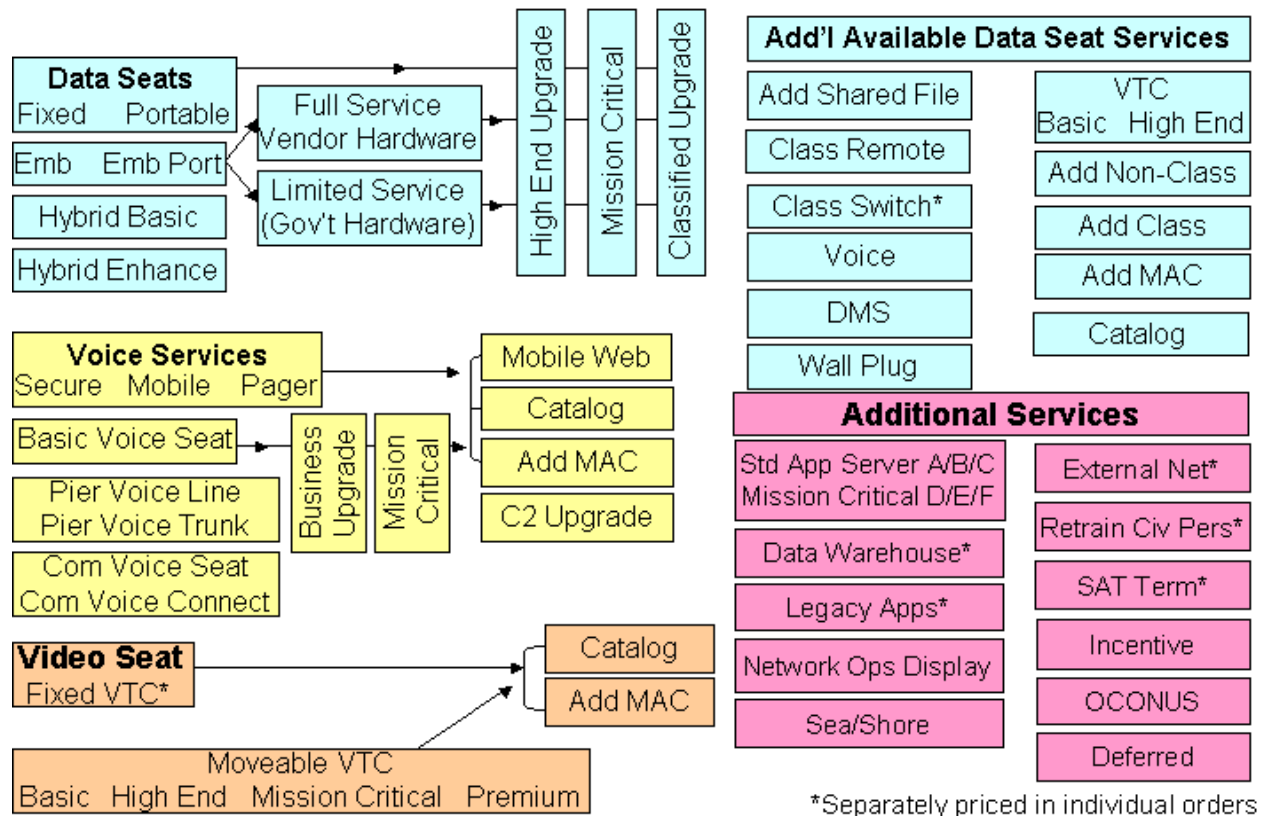 Data Seats
Fixed Portable
Emb Emb Port
Hybrid Basic
Hybrid Enhance
Full Service
Vendor Hardware
Limited Service
(Gov't Hardware)
High End Upgrade
Mission Critical
Classified Upgrade
Voice Services
Secure Mobile Pager
Basic Voice Seat
Pier Voice Line
Pier Voice Trunk
Com Voice Seat
Com Voice Connect
Business
Upgrade
Mission
Critical
Mobile Web
Catalog
Add MAC
C2 Upgrade
Video Seat
Fixed VTC*
Moveable VTC
Basic High End Mission Critical Premium
Catalog
Add MAC
Add'l Available Data Seat Services
Add Shared File
Class Remote
Class Switch*
Voice
DMS
Wall Plug
VTC
Basic High End
Add Non-Class
Add Class
Add MAC
Catalog
Additional Services
Std App Server A/B/C
Mission Critical D/E/F
Data Warehouse*
Legacy Apps*
Network Ops Display
Sea/Shore
External Net*
Retrain Civ Pers*
SAT Term*
Incentive
OCONUS
Deferred
*Separately priced in individual orders